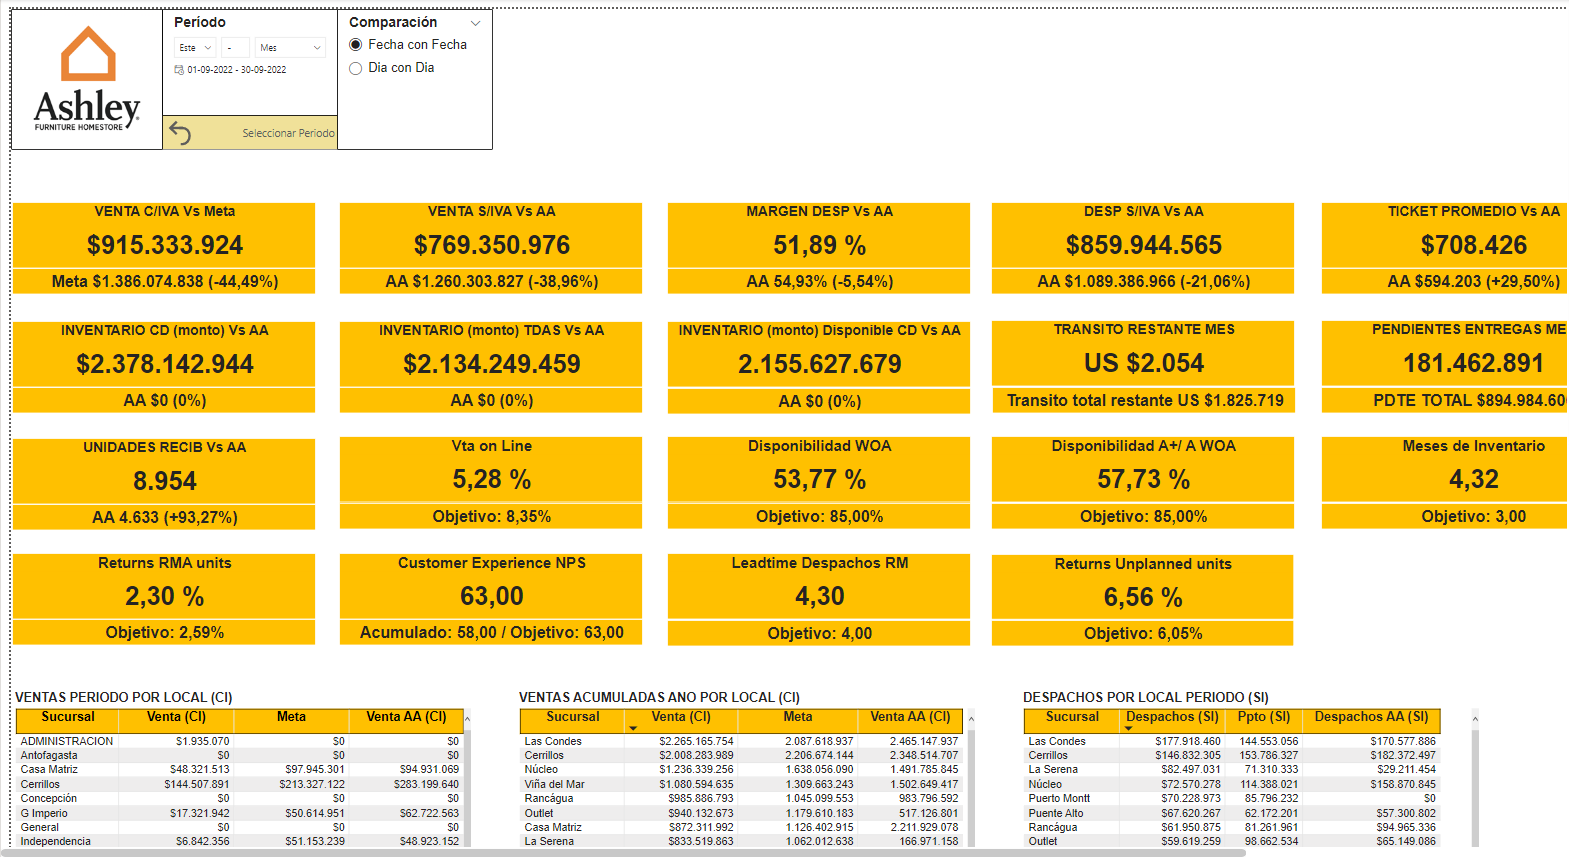 Ashley
FURNITURE HOMESTORE
Período
Este - Mes
01-09-2022 - 30-09-2022
Seleccionar Periodo
Comparación
Fecha con Fecha
Dia con Dia
VENTA C/IVA Vs Meta
$915.333.924
Meta $1.386.074.838 (-44,49%)
VENTA S/IVA Vs AA
$769.350.976
AA $1.260.303.827 (-38,96%)
MARGEN DESP Vs AA
51,89 %
AA 54,93% (-5,54%)
DESP S/IVA Vs AA
$859.944.565
AA $1.089.386.966 (-21,06%)
TICKET PROMEDIO Vs AA
$708.426
AA $594.203 (+29,50%)
INVENTARIO CD (monto) Vs AA
$2.378.142.944
AA $0 (0%)
INVENTARIO (monto) TDAS Vs AA
$2.134.249.459
AA $0 (0%)
INVENTARIO (monto) Disponible CD Vs AA
2.155.627.679
AA $0 (0%)
TRANSITO RESTANTE MES
US $2.054
Transito total restante US $1.825.719
PENDIENTES ENTREGAS ME
181.462.891
PDTE TOTAL $894.984.60
UNIDADES RECIB Vs AA
8.954
AA 4.633 (+93,27%)
Vta on Line
5,28 %
Objetivo: 8,35%
Disponibilidad WOA
53,77 %
Objetivo: 85,00%
Disponibilidad A+/ A WOA
57,73 %
Objetivo: 85,00%
Meses de Inventario
4,32
Objetivo: 3,00
Returns RMA units
2,30 %
Objetivo: 2,59%
Customer Experience NPS
63,00
Acumulado: 58,00 / Objetivo: 63,00
Leadtime Despachos RM
4,30
Objetivo: 4,00
Returns Unplanned units
6,56 %
Objetivo: 6,05%
VENTAS PERIODO POR LOCAL (CI)
Sucursal Venta (CI) Meta Venta AA (CI)
ADMINISTRACION $1.935.070 $0 $0
Antofagasta $0 $0 $0
Casa Matriz $48.321.513 $97.945.301 $94.931.069
Cerrillos $144.507.891 $213.327.122 $283.199.640
Concepción $0 $0 $0
G Imperio $17.321.942 $50.614.951 $62.722.563
General $0 $0 $0
Independencia $6.842.356 $51.153.239 $48.923.152
VENTAS ACUMULADAS ANO POR LOCAL (CI)
Sucursal Venta (CI) Meta Venta AA (CI)
Las Condes $2.265.165.754 2.087.618.937 2.465.147.937
Cerrillos $2.008.283.989 2.206.674.144 2.348.514.707
Núcleo $1.236.339.256 1.638.056.090 1.491.785.845
Viña del Mar $1.080.594.635 1.309.663.243 1.502.649.417
Rancágua $985.886.793 1.045.099.553 983.796.592
Outlet $940.132.673 1.179.610.183 517.126.801
Casa Matriz $872.311.992 1.126.402.915 2.211.929.078
La Serena $833.519.863 1.062.012.638 166.971.158
DESPACHOS POR LOCAL PERIODO (SI)
Sucursal Despachos (SI) Ppto (SI) Despachos AA (SI)
Las Condes $177.918.460 144.553.056 $170.577.886
Cerrillos $146.832.305 153.786.327 $182.372.497
La Serena $82.497.031 71.310.333 $29.211.454
Núcleo $72.570.278 114.388.021 $158.870.845
Puerto Montt $70.228.973 85.796.232 $0
Puente Alto $67.620.267 62.172.201 $57.300.802
Rancágua $61.950.875 81.261.961 $94.965.336
Outlet $59.619.259 98.662.534 $65.149.086